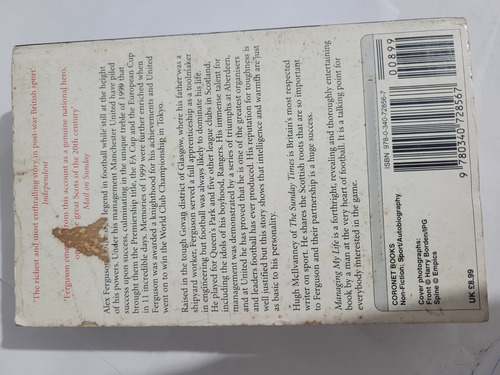 'The richest and most enthralling story in post-war British sport'
Independent
'Ferguson emerges from this account as a genuine national hero,
great Scots of the 20th century'
Mail on Sunday
Alex Ferguson legend in football while still at the height
of his powers. Under his management Manchester United have piled
success upon success, culminating in the unique treble of 1999 that
brought them the Premiership title, the FA Cup and the European Cup
in 11 incredible days. Memories of 1999 were further enriched when
Ferguson was awarded a knighthood for his achievements and United
went on to win the World Club Championship in Tokyo.
Raised in the tough Govan district of Glasgow, where his father was a
shipyard worker, Ferguson served a full apprenticeship as a toolmaker
in engineering but football was always likely to dominate his life.
He played for Queen's Park and five other league clubs in Scotland,
including the idols of his boyhood, Rangers. His immense talent for
management was demonstrated by a series of triumphs at Aberdeen,
and at United he has proved that he is one of the greatest organisers
and leaders football has ever produced. His reputation for toughness is
well justified but this story shows that intelligence and warmth are just
as basic to his personality.
Hugh McIlvanney of The Sunday Times is Britain's most respected
writer on sport. He shares the Scottish roots that are so important
to Ferguson and their partnership is a huge success.
Managing My Life is a forthright, revealing and thoroughly entertaining
book by a man at the very heart of football. It is a talking point for
everybody interested in the game.
CORONET BOOKS
Non-Fiction: Sport/Autobiography
Cover photographs:
Front © Harry Borden/IPG
Spine © Empics
UK £8.99
ISBN 978-0-340-72856-7
00899
9 780340 728567